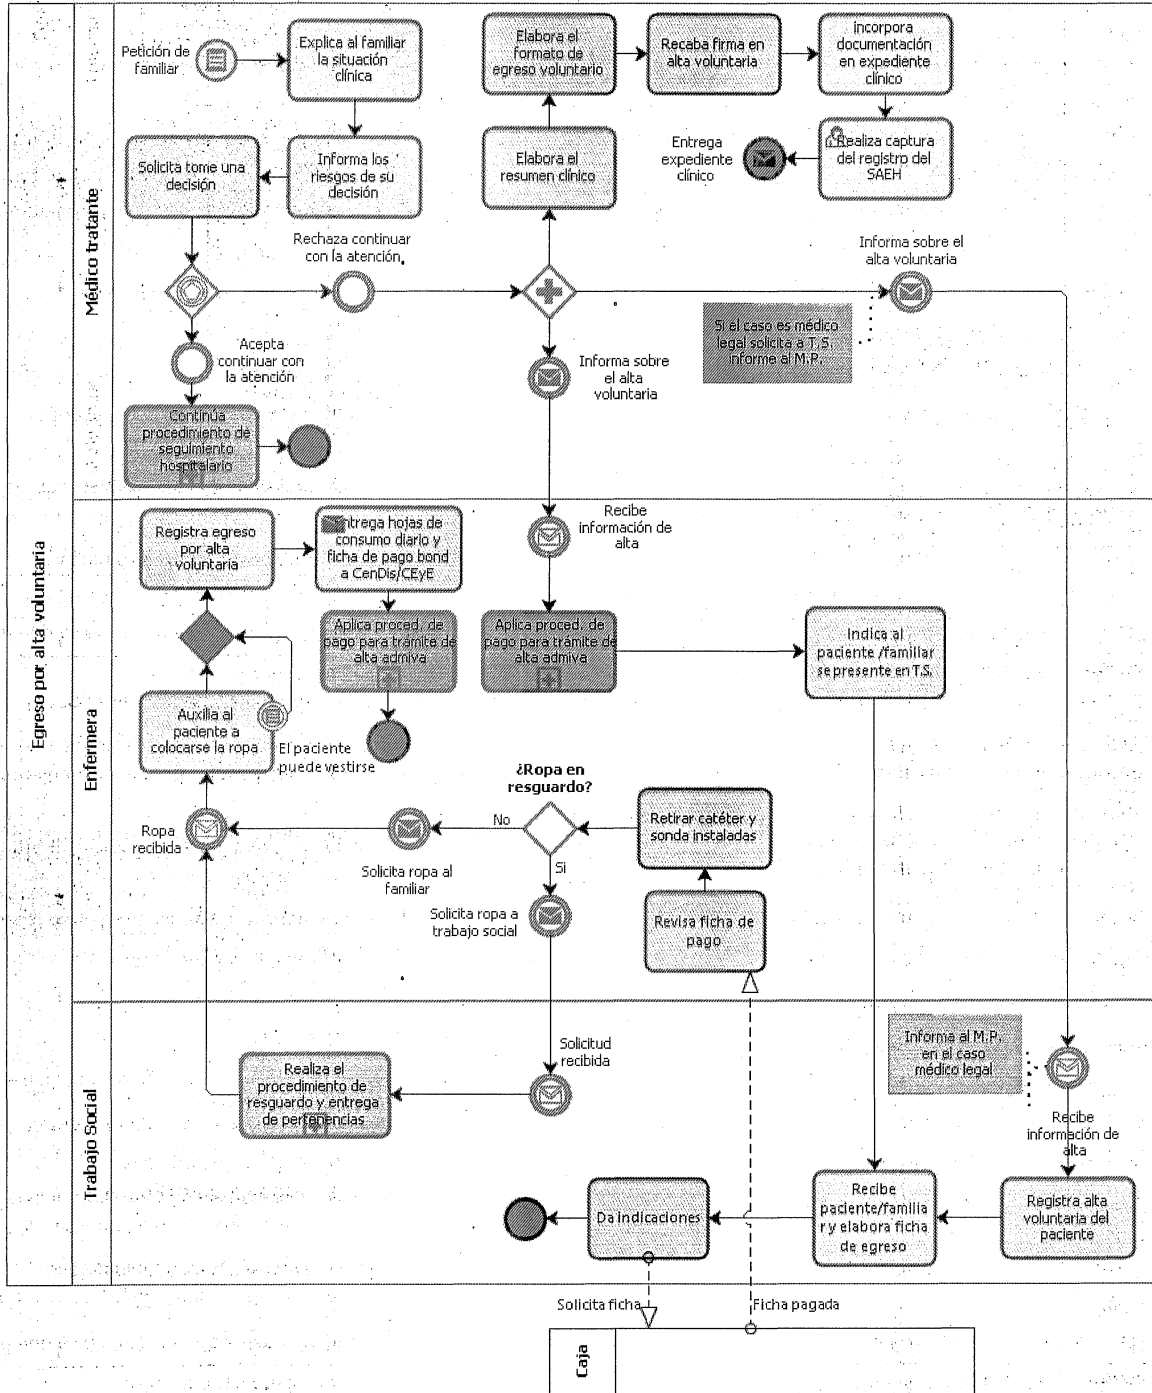 Egreso por alta voluntaria
Médico tratante
Petición de
familiar
Explica al familiar
la situación
clínica
Informa los
riesgos de su
decisión
Solicita tome una
decisión
Rechaza continuar
con la atención
Acepta
continuar con
la atención
Continúa
procedimiento de
seguimiento
hospitalario
Elabora el
resumen clínico
Elabora el
formato de
egreso voluntario
Recaba firma en
alta voluntaria
Incorpora
documentación
en expediente
clínico
Realiza captura
del registro del
SAEH
Entrega
expediente
clínico
Informa sobre el
alta voluntaria
Si el caso es médico
legal solicita a T.S.
informe al M.P.
Informa sobre
el alta
voluntaria
Enfermera
Recibe
información de
alta
Aplica proced. de
pago para trámite de
alta admiva
Indica al
paciente /familiar
se presente en T.S.
Registra egreso
por alta
voluntaria
Entrega hojas de
consumo diario y
ficha de pago bond
a CenDis/CEyE
Aplica proced. de
pago para trámite de
alta admiva
Auxilia al
paciente a
colocarse la ropa
El paciente
puede vestirse
Ropa
recibida
¿Ropa en
resguardo?
No
Si
Solicita ropa al
familiar
Solicita ropa a
trabajo social
Retirar catéter y
sonda instaladas
Revisa ficha de
pago
Trabajo Social
Solicitud
recibida
Realiza el
procedimiento de
resguardo y entrega
de pertenencias
Informa al M.P.
en el caso
médico legal
Recibe
información de
alta
Registra alta
voluntaria del
paciente
Recibe
paciente/familia
r y elabora ficha
de egreso
Da indicaciones
Solicita ficha
Ficha pagada
Caja